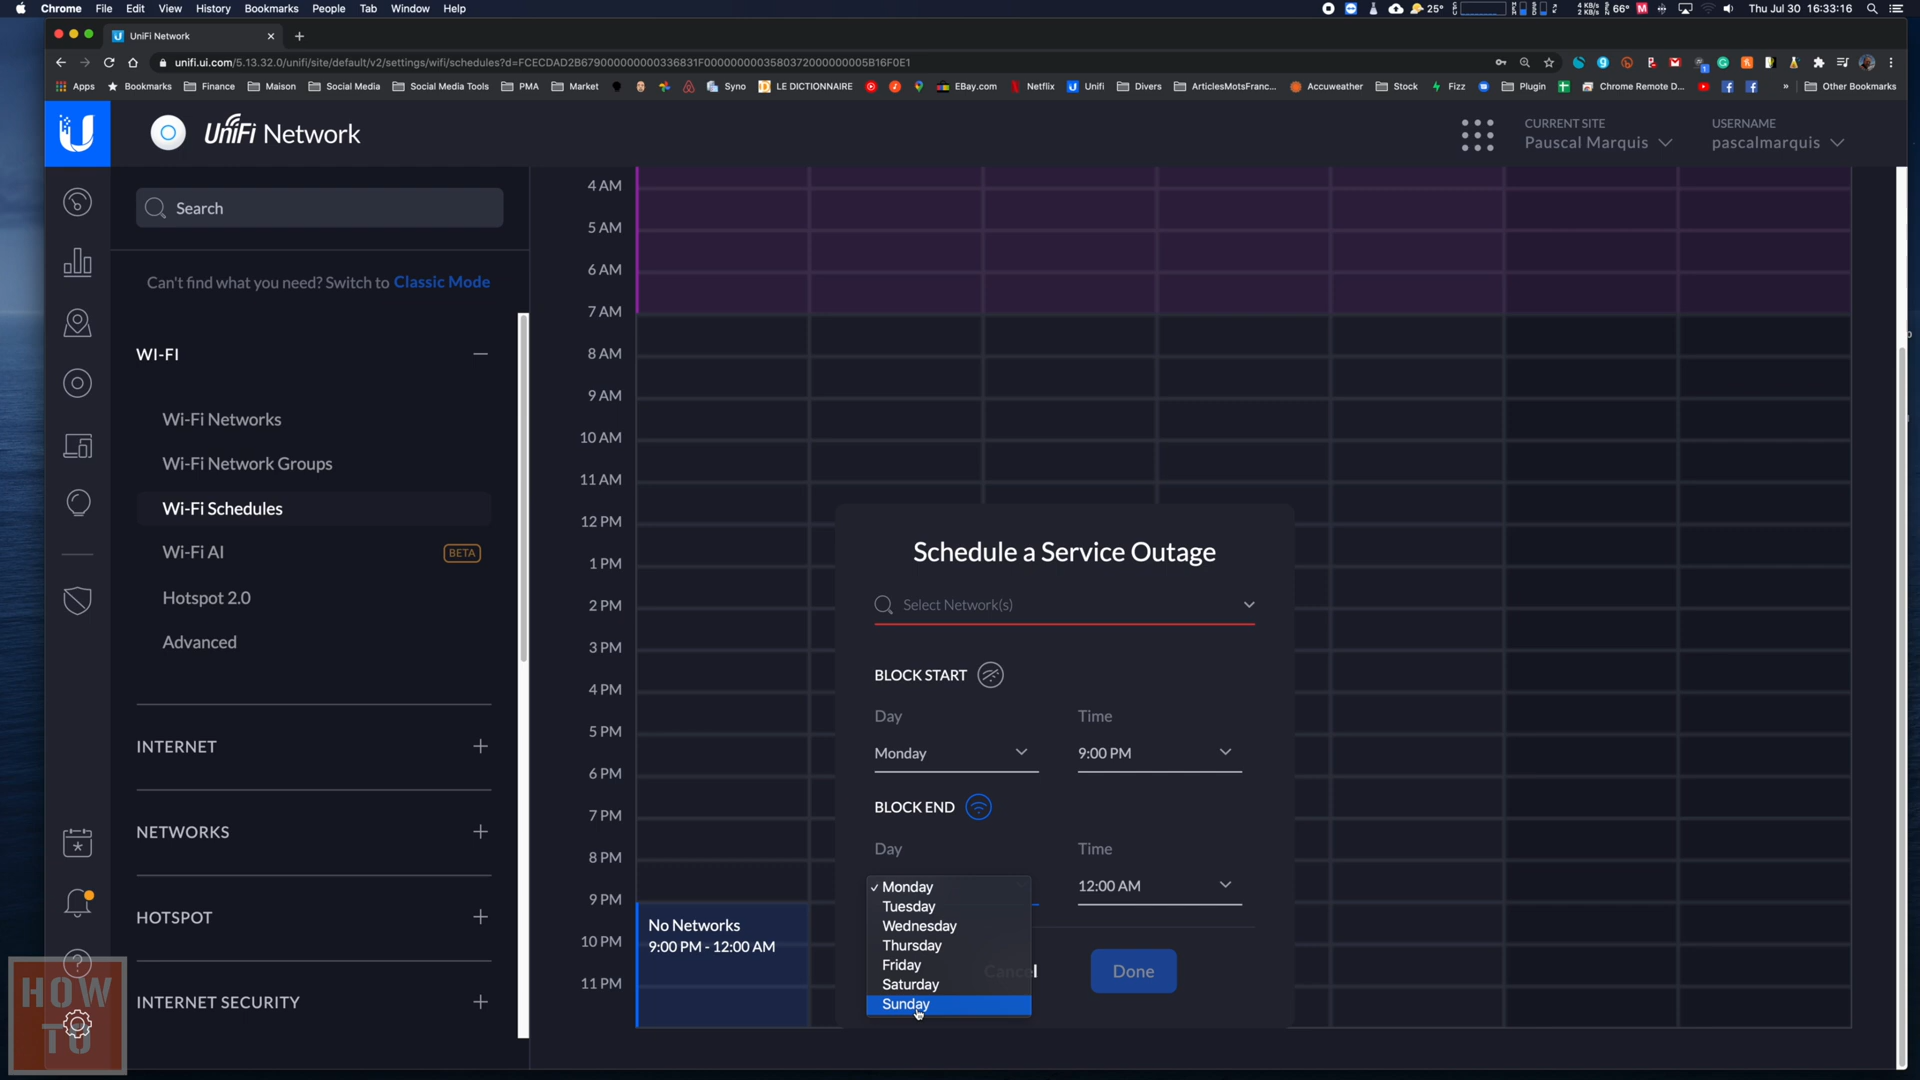 Chrome File Edit View History Bookmarks People Tab Window Help
25° 4 KB/s 2 KB/s 66° Thu Jul 30 16:33:16
UniFi Network
unifi.ui.com/5.13.32.0/unifi/site/default/v2/settings/wifi/schedules?d=FCECDAD2B6790000000000336831F0000000003580372000000005B16F0E1
Apps Bookmarks Finance Maison Social Media Social Media Tools PMA Market Syno LE DICTIONNAIRE EBay.com Netflix Unifi Divers ArticlesMotsFranc... Accuweather Stock Fizz Plugin Chrome Remote D... » Other Bookmarks
UniFi Network
CURRENT SITE
Pauscal Marquis
USERNAME
pascalmarquis
Search
Can't find what you need? Switch to Classic Mode
WI-FI
Wi-Fi Networks
Wi-Fi Network Groups
Wi-Fi Schedules
Wi-Fi AI BETA
Hotspot 2.0
Advanced
INTERNET
NETWORKS
HOTSPOT
INTERNET SECURITY
HOW
TO
4 AM
5 AM
6 AM
7 AM
8 AM
9 AM
10 AM
11 AM
12 PM
1 PM
2 PM
3 PM
4 PM
5 PM
6 PM
7 PM
8 PM
9 PM
10 PM
11 PM
No Networks
9:00 PM - 12:00 AM
Schedule a Service Outage
Select Network(s)
BLOCK START
Day Time
Monday 9:00 PM
BLOCK END
Day Time
12:00 AM
✓ Monday
Tuesday
Wednesday
Thursday
Friday
Saturday
Sunday
Cancel Done